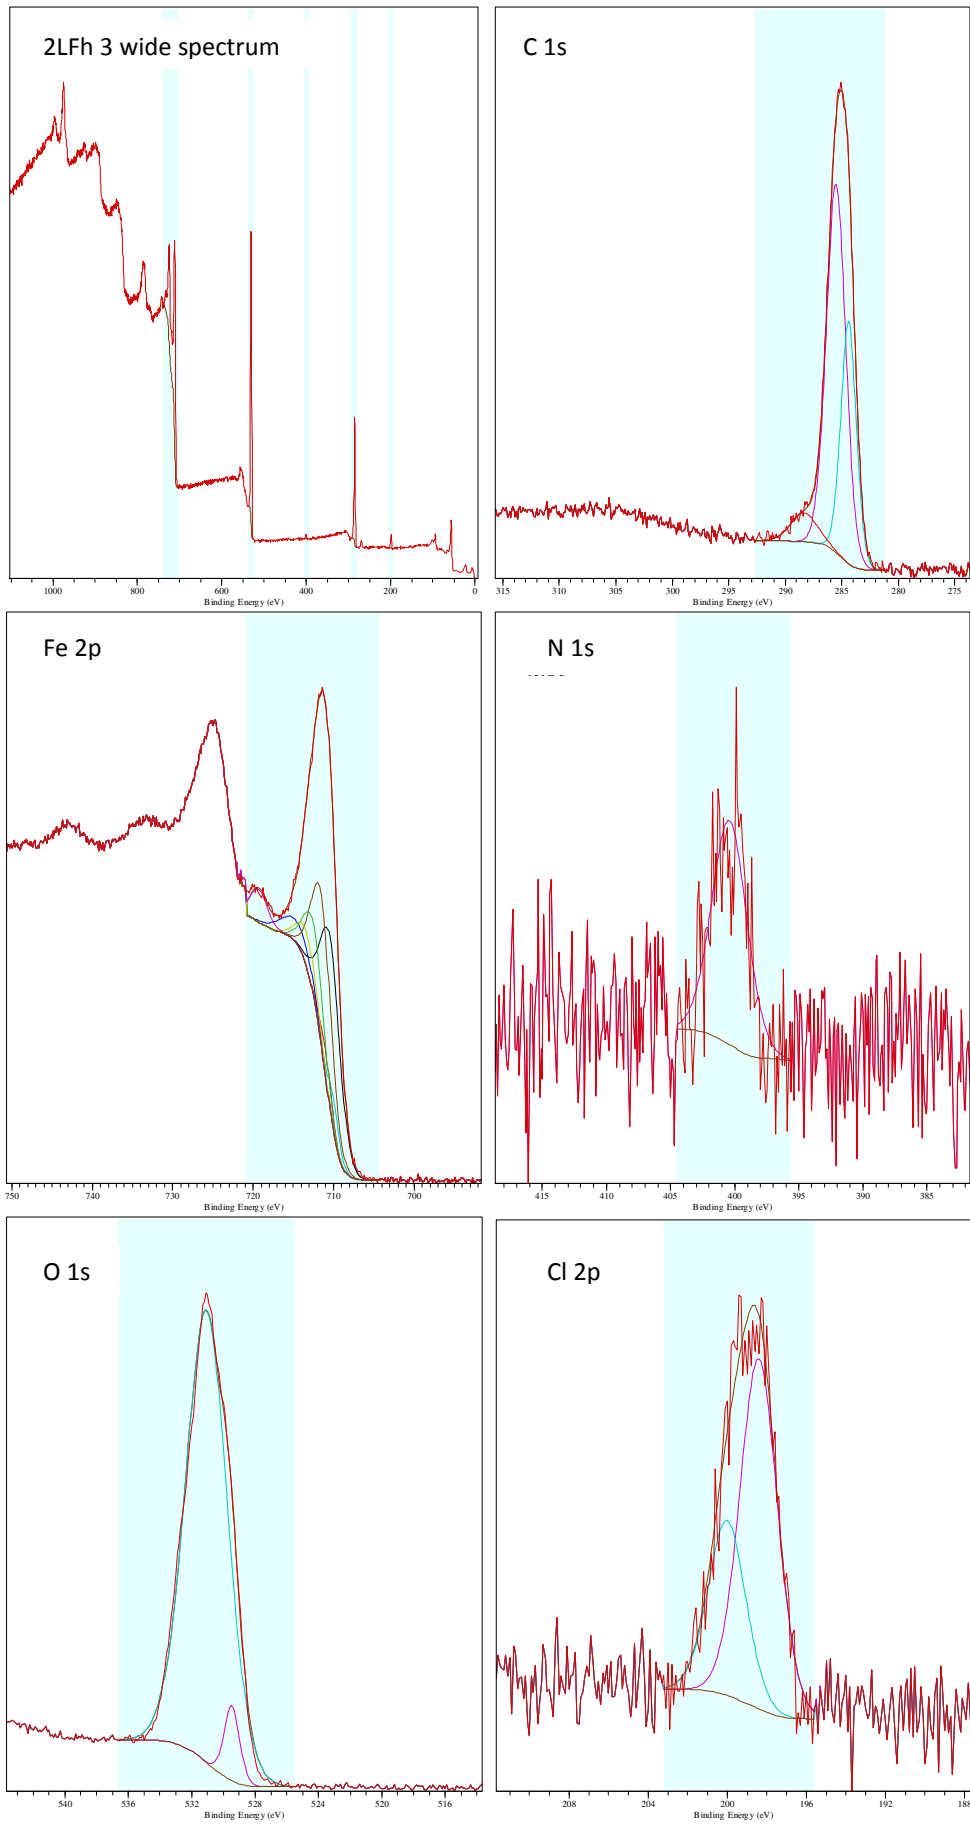 2LFh 3 wide spectrum
1000 800 600 400 200 0
Binding Energy (eV)
C 1s
315 310 305 300 295 290 285 280 275
Binding Energy (eV)
Fe 2p
750 740 730 720 710 700
Binding Energy (eV)
N 1s
415 410 405 400 395 390 385
Binding Energy (eV)
O 1s
540 536 532 528 524 520 516
Binding Energy (eV)
Cl 2p
208 204 200 196 192 188
Binding Energy (eV)